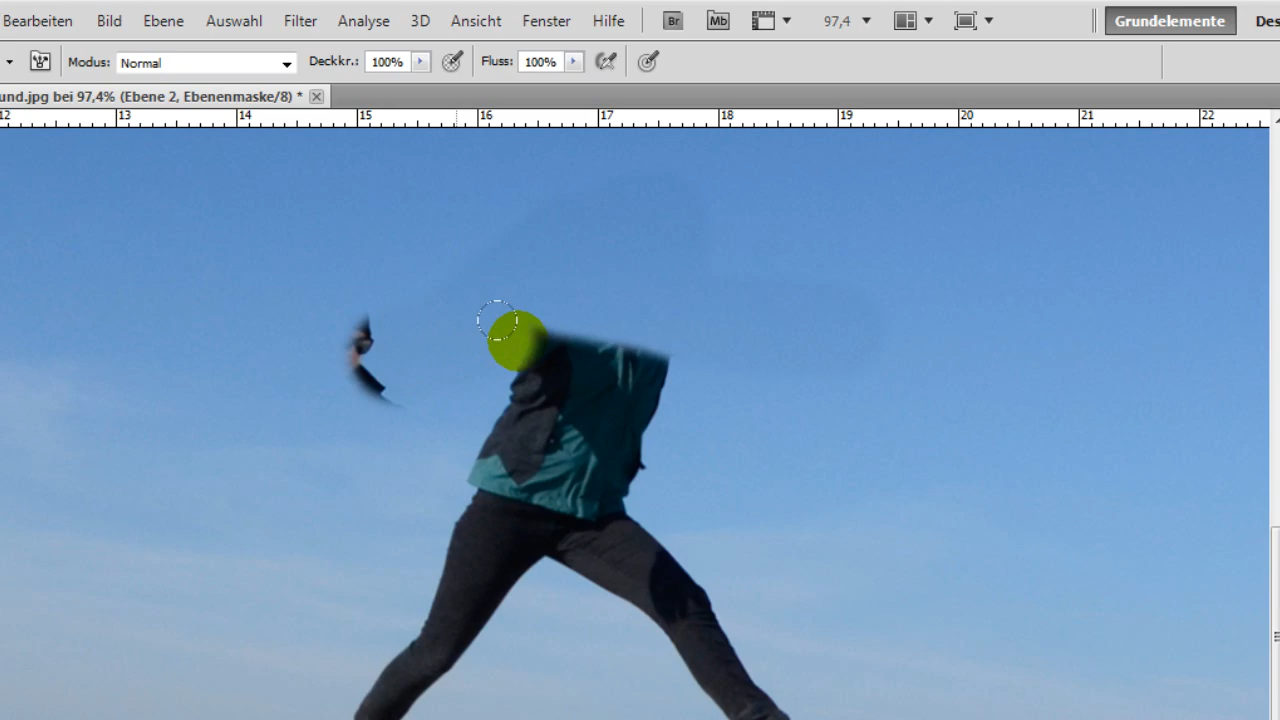 Bearbeiten Bild Ebene Auswahl Filter Analyse 3D Ansicht Fenster Hilfe Br Mb 97,4 Grundelemente Des
Modus: Normal Deckkr.: 100% Fluss: 100%
und.jpg bei 97,4% (Ebene 2, Ebenenmaske/8) *
12 13 14 15 16 17 18 19 20 21 22